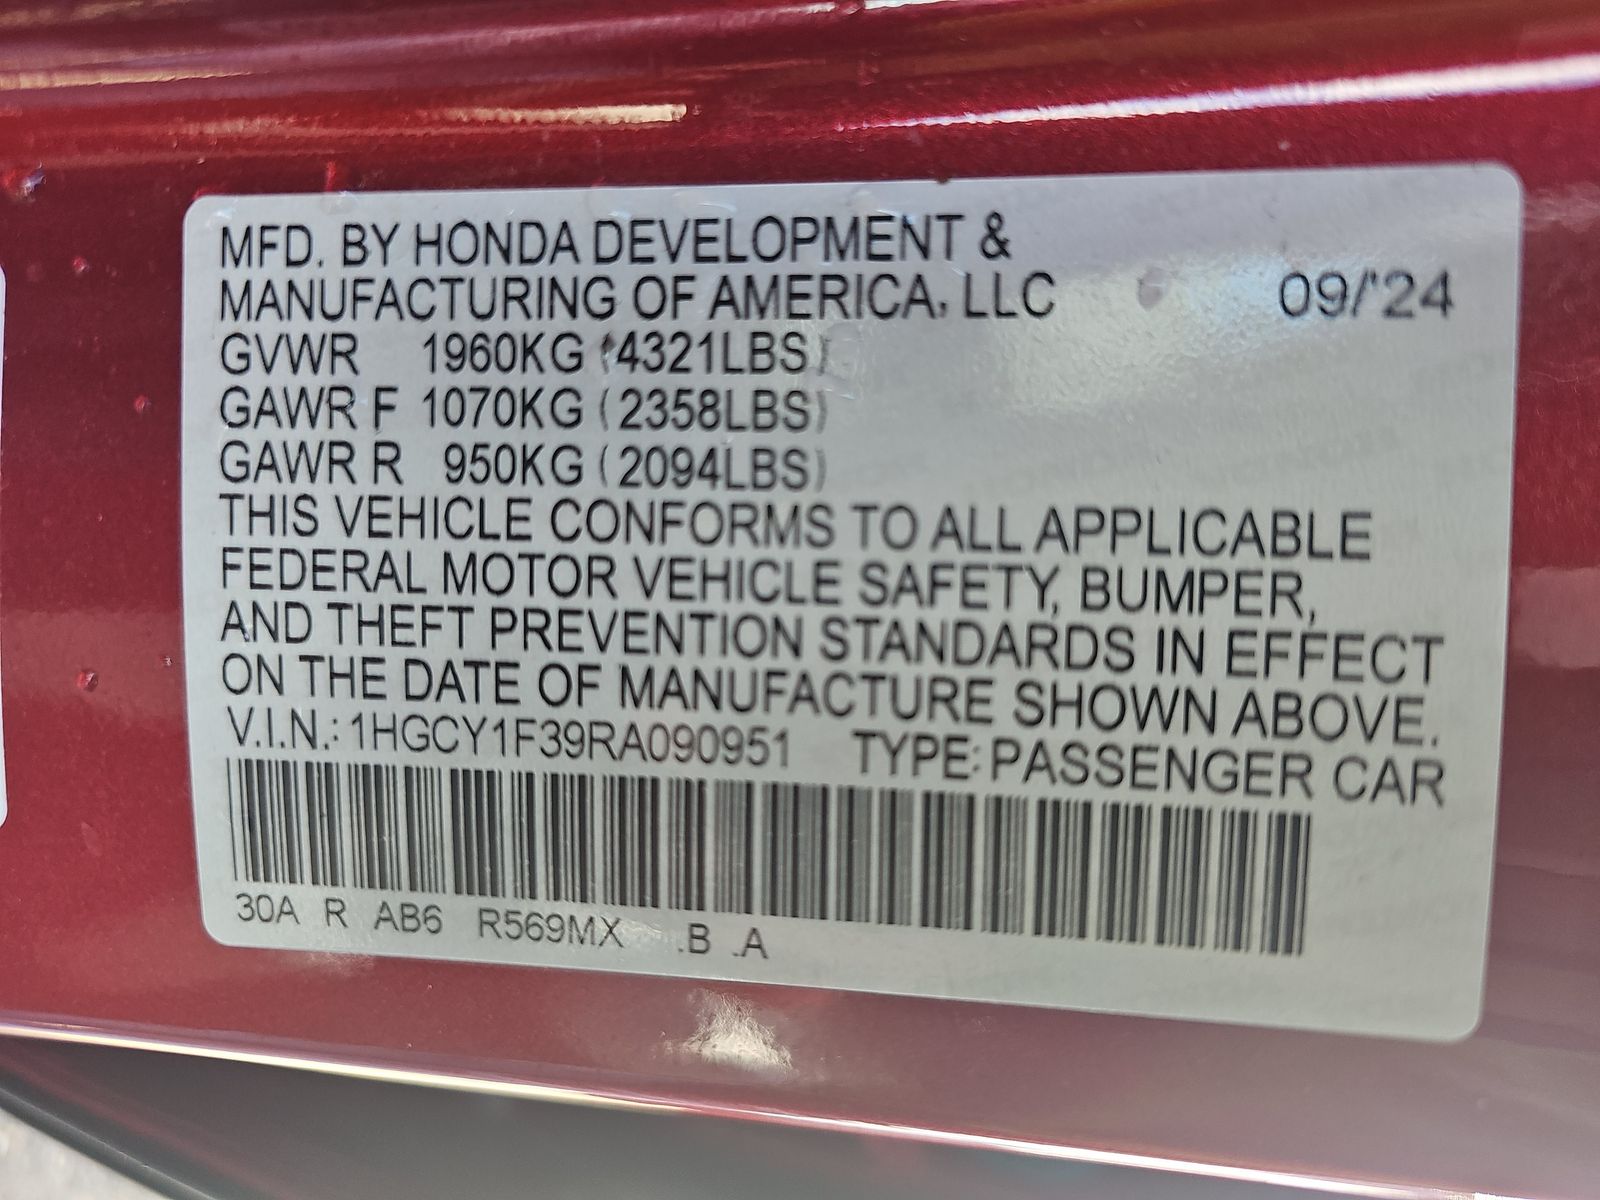 MFD. BY HONDA DEVELOPMENT &
MANUFACTURING OF AMERICA, LLC 09/'24
GVWR 1960KG (4321LBS)
GAWR F 1070KG (2358LBS)
GAWR R 950KG (2094LBS)
THIS VEHICLE CONFORMS TO ALL APPLICABLE
FEDERAL MOTOR VEHICLE SAFETY, BUMPER,
AND THEFT PREVENTION STANDARDS IN EFFECT
ON THE DATE OF MANUFACTURE SHOWN ABOVE.
V.I.N.: 1HGCY1F39RA090951 TYPE: PASSENGER CAR
30A R AB6 R569MX .B .A